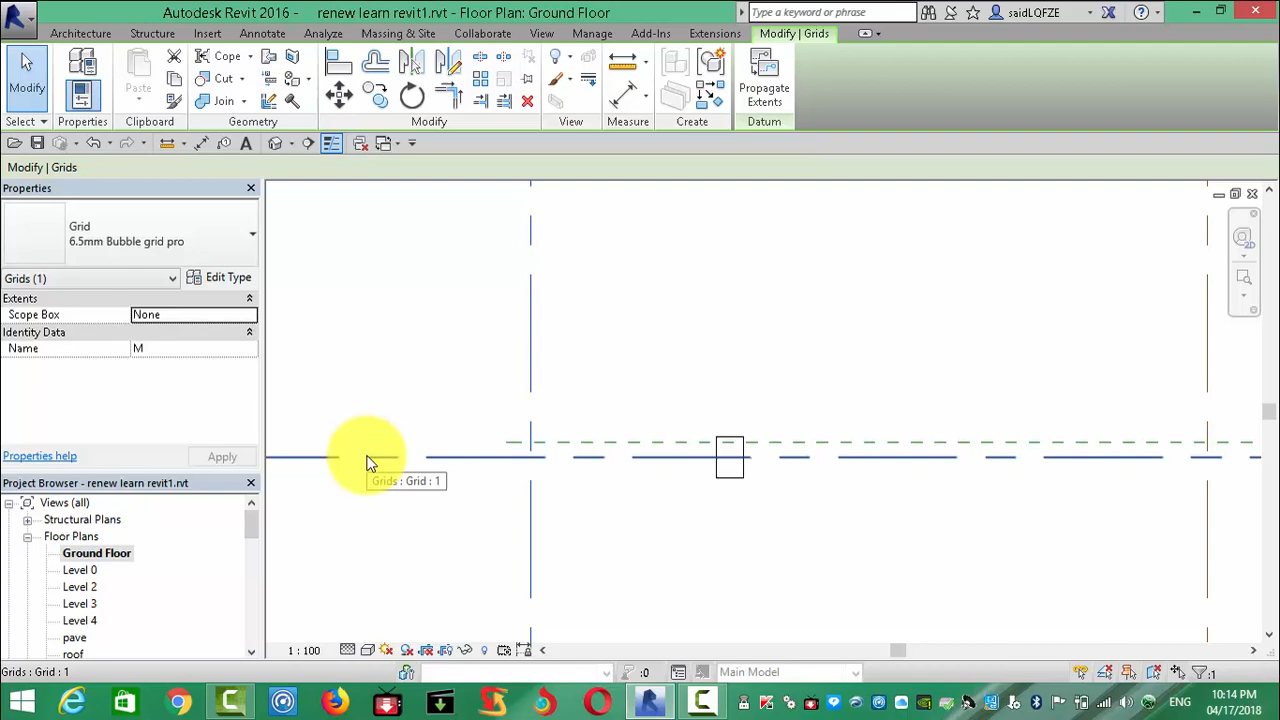 Autodesk Revit 2016 - renew learn revit1.rvt - Floor Plan: Ground Floor
Type a keyword or phrase
saidLQFZE
Structure Insert Annotate Analyze Massing & Site Collaborate View Manage Add-Ins Extensions Modify | Grids
Modify
Paste
Cope
Cut
Join
Propagate
Extents
Select Properties Clipboard Geometry Modify View Measure Create Datum
Modify | Grids
Properties
Grid
6.5mm Bubble grid pro
Grids (1)
Edit Type
Extents
Scope Box None
Identity Data
Name M
Properties help
Apply
Project Browser - renew learn revit1.rvt
Views (all)
Structural Plans
Floor Plans
Ground Floor
Level 0
Level 2
Level 3
Level 4
pave
roof
2D
Grids : Grid : 1
1 : 100
Grids : Grid : 1
:0
Main Model
:1
ENG
10:14 PM
04/17/2018